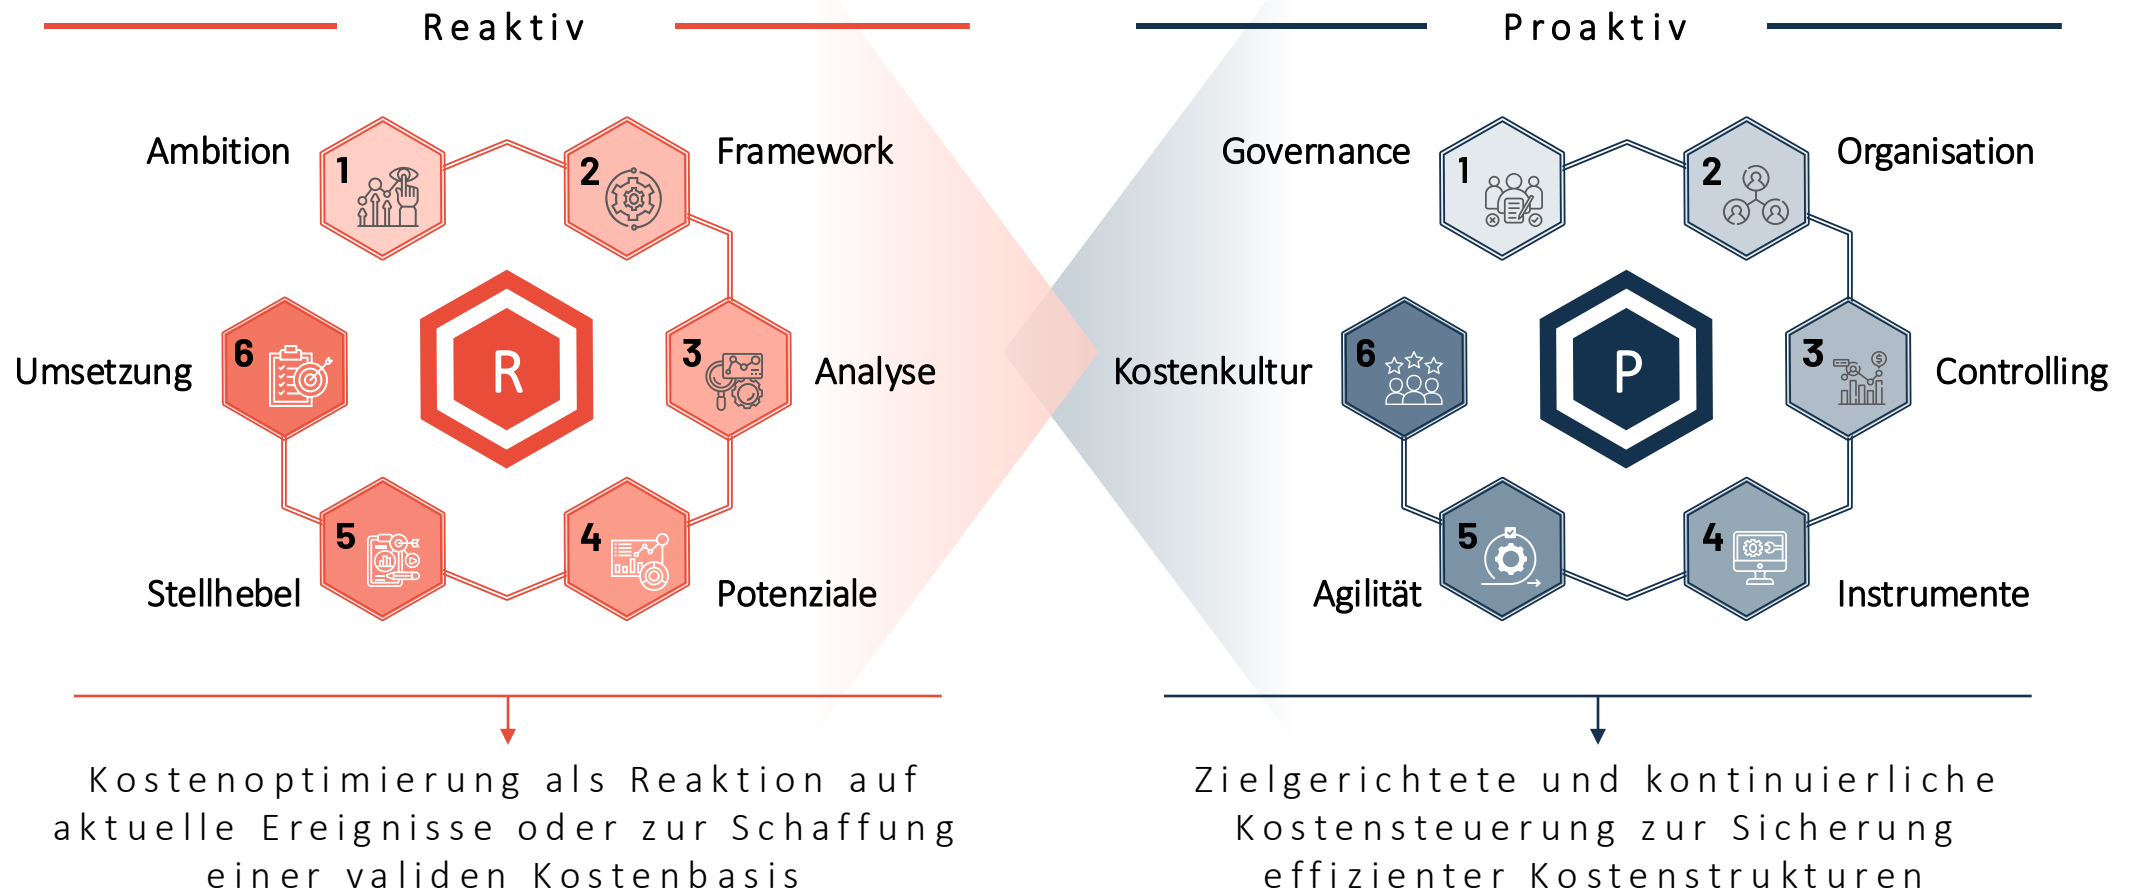 Reaktiv
Ambition
1
2
Framework
Umsetzung
6
R
3
Analyse
Stellhebel
5
4
Potenziale
Kostenoptimierung als Reaktion auf
aktuelle Ereignisse oder zur Schaffung
einer validen Kostenbasis
Proaktiv
Governance
1
2
Organisation
Kostenkultur
6
P
3
$
Controlling
Agilität
5
4
Instrumente
Zielgerichtete und kontinuierliche
Kostensteuerung zur Sicherung
effizienter Kostenstrukturen